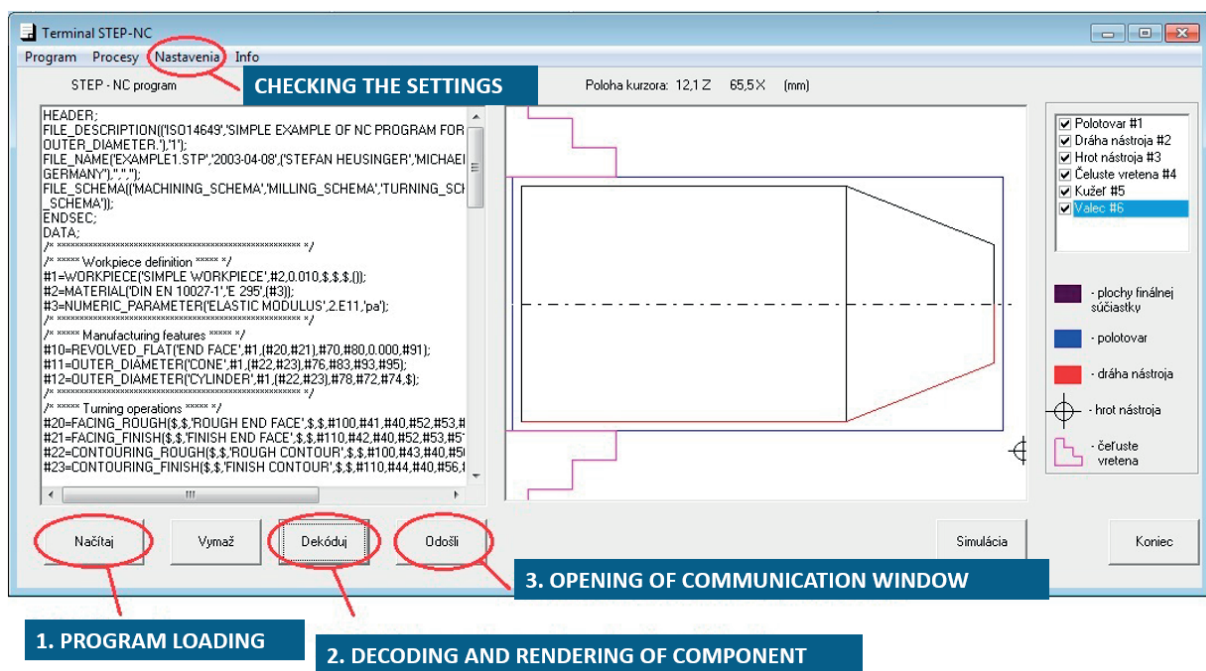 Terminal STEP-NC
Program Procesy Nastavenia Info
CHECKING THE SETTINGS
STEP - NC program
Poloha kurzora: 12,1 Z 65,5 X (mm)
HEADER;
FILE_DESCRIPTION(('ISO14649','SIMPLE EXAMPLE OF NC PROGRAM FOR
OUTER_DIAMETER.'),'1');
FILE_NAME('EXAMPLE1.STP','2003-04-08',('STEFAN HEUSINGER','MICHAEL
GERMANY'),'','','');
FILE_SCHEMA(('MACHINING_SCHEMA','MILLING_SCHEMA','TURNING_SCH
_SCHEMA'));
ENDSEC;
DATA;
/* ****************************************************** */
/* ***** Workpiece definition ***** */
#1=WORKPIECE('SIMPLE WORKPIECE',#2,0.010,$,$,$,());
#2=MATERIAL('DIN EN 10027-1','E 295',(#3));
#3=NUMERIC_PARAMETER('ELASTIC MODULUS',2.E11,'pa');
/* ****************************************************** */
/* ***** Manufacturing features ***** */
#10=REVOLVED_FLAT('END FACE',#1,(#20,#21),#70,#80,0.000,#91);
#11=OUTER_DIAMETER('CONE',#1,(#22,#23),#76,#83,#93,#95);
#12=OUTER_DIAMETER('CYLINDER',#1,(#22,#23),#78,#72,#74,$);
/* ****************************************************** */
/* ***** Turning operations ***** */
#20=FACING_ROUGH($,$,'ROUGH END FACE',$,$,#100,#41,#40,#52,#53,#
#21=FACING_FINISH($,$,'FINISH END FACE',$,$,#110,#42,#40,#52,#53,#5
#22=CONTOURING_ROUGH($,$,'ROUGH CONTOUR',$,$,#100,#43,#40,#5
#23=CONTOURING_FINISH($,$,'FINISH CONTOUR',$,$,#110,#44,#40,#56,#
Polotovar #1
Dráha nástroja #2
Hrot nástroja #3
Čeľuste vretena #4
Kužeľ #5
Valec #6
- plochy finálnej
súčiastky
- polotovar
- dráha nástroja
- hrot nástroja
- čeľuste
vretena
Načítaj Vymaž Dekóduj Odošli Simulácia Koniec
3. OPENING OF COMMUNICATION WINDOW
1. PROGRAM LOADING
2. DECODING AND RENDERING OF COMPONENT